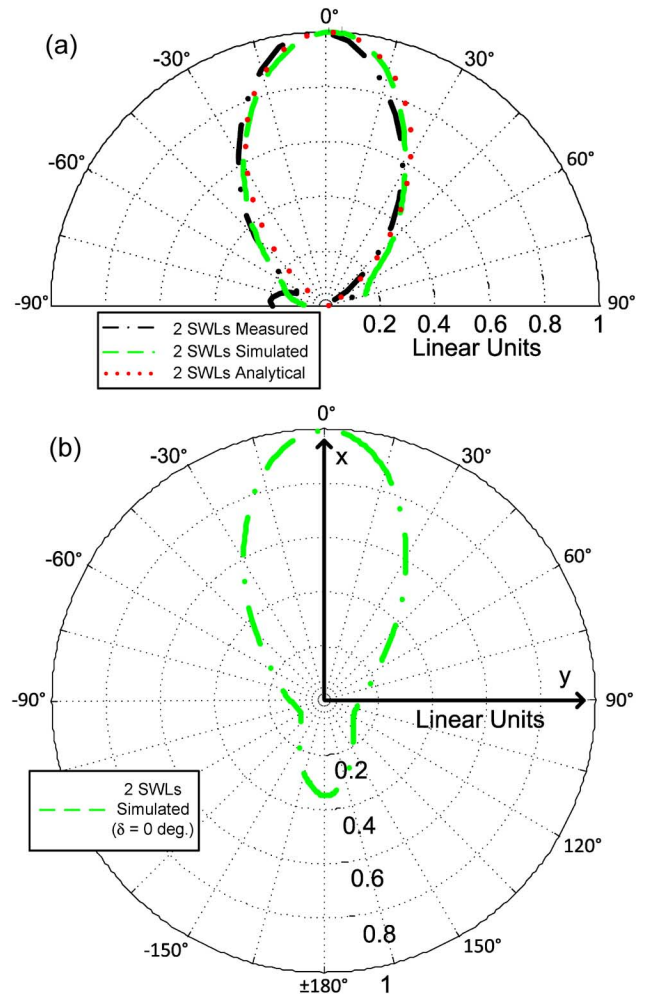 (a)
0°
-30°
30°
-60°
60°
-90°
90°
0.2 0.4 0.6 0.8 1
Linear Units
2 SWLs Measured
2 SWLs Simulated
2 SWLs Analytical
(b)
0°
-30°
30°
x
-60°
60°
y
-90°
90°
Linear Units
0.2
2 SWLs
Simulated
(δ = 0 deg.)
0.4
120°
0.6
0.8
-150°
150°
±180°
1